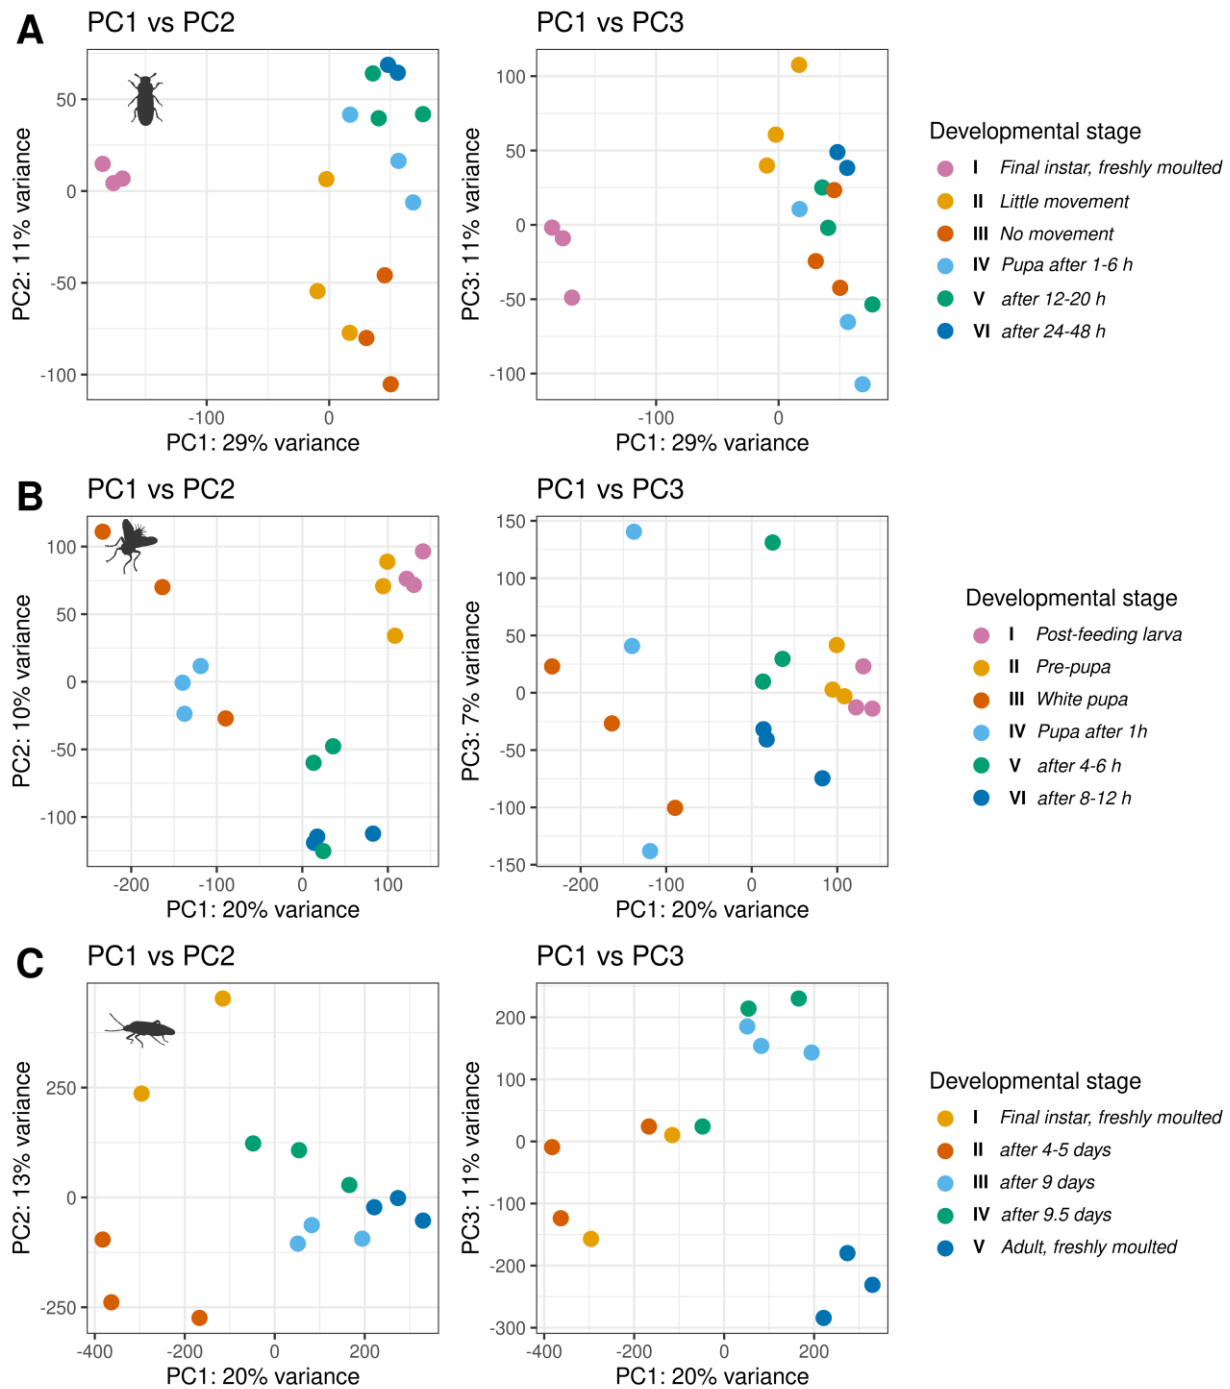 A
PC1 vs PC2
PC1 vs PC3
50
0
-50
-100
PC2: 11% variance
-100
0
PC1: 29% variance
100
50
0
-50
-100
PC3: 11% variance
-100
0
PC1: 29% variance
Developmental stage
I Final instar, freshly moulted
II Little movement
III No movement
IV Pupa after 1-6 h
V after 12-20 h
VI after 24-48 h
B
PC1 vs PC2
PC1 vs PC3
100
50
0
-50
-100
PC2: 10% variance
-200
-100
0
100
PC1: 20% variance
150
100
50
0
-50
-100
-150
PC3: 7% variance
-200
-100
0
100
PC1: 20% variance
Developmental stage
I Post-feeding larva
II Pre-pupa
III White pupa
IV Pupa after 1h
V after 4-6 h
VI after 8-12 h
C
PC1 vs PC2
PC1 vs PC3
250
0
-250
PC2: 13% variance
-400
-200
0
200
PC1: 20% variance
200
100
0
-100
-200
-300
PC3: 11% variance
-400
-200
0
200
PC1: 20% variance
Developmental stage
I Final instar, freshly moulted
II after 4-5 days
III after 9 days
IV after 9.5 days
V Adult, freshly moulted